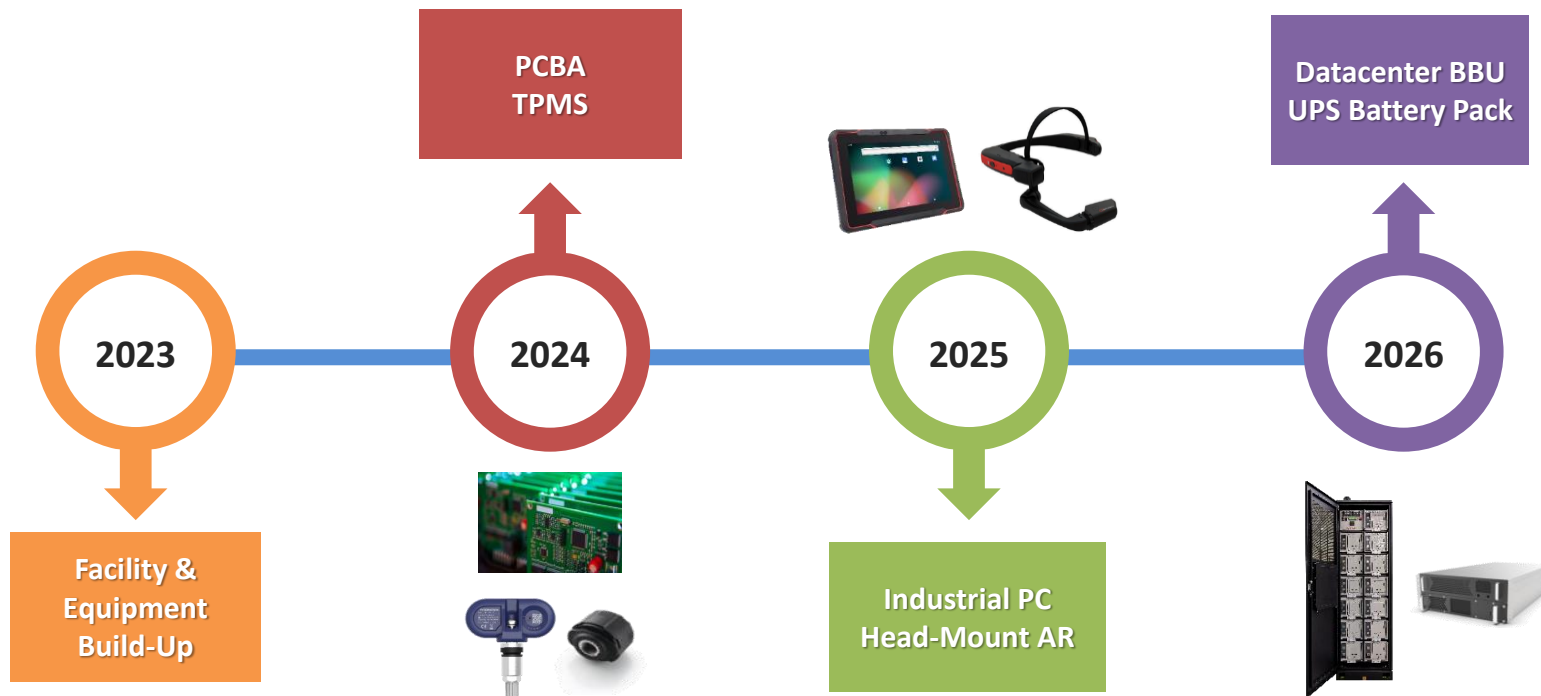 PCBA
TPMS
Datacenter BBU
UPS Battery Pack
2023
2024
2025
2026
Facility &
Equipment
Build-Up
Industrial PC
Head-Mount AR